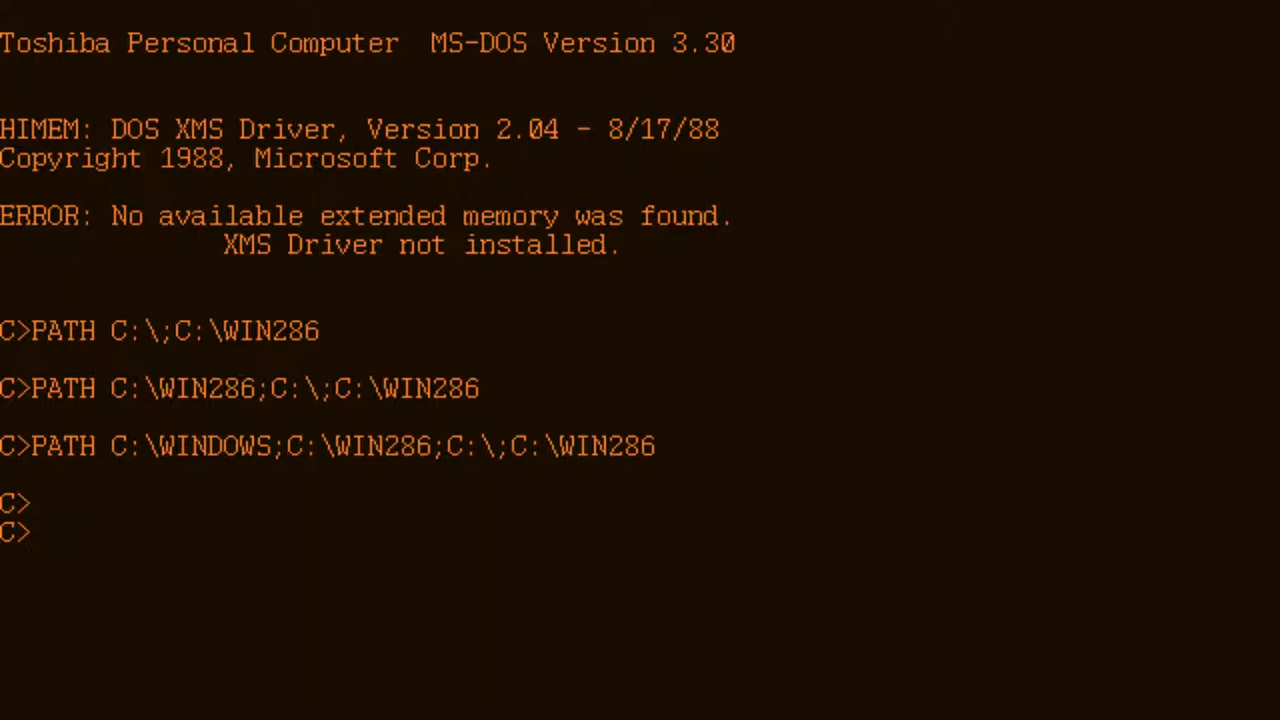 Toshiba Personal Computer  MS-DOS Version 3.30
HIMEM: DOS XMS Driver, Version 2.04 - 8/17/88
Copyright 1988, Microsoft Corp.
ERROR: No available extended memory was found.
XMS Driver not installed.
C>PATH C:\;C:\WIN286
C>PATH C:\WIN286;C:\;C:\WIN286
C>PATH C:\WINDOWS;C:\WIN286;C:\;C:\WIN286
C>
C>